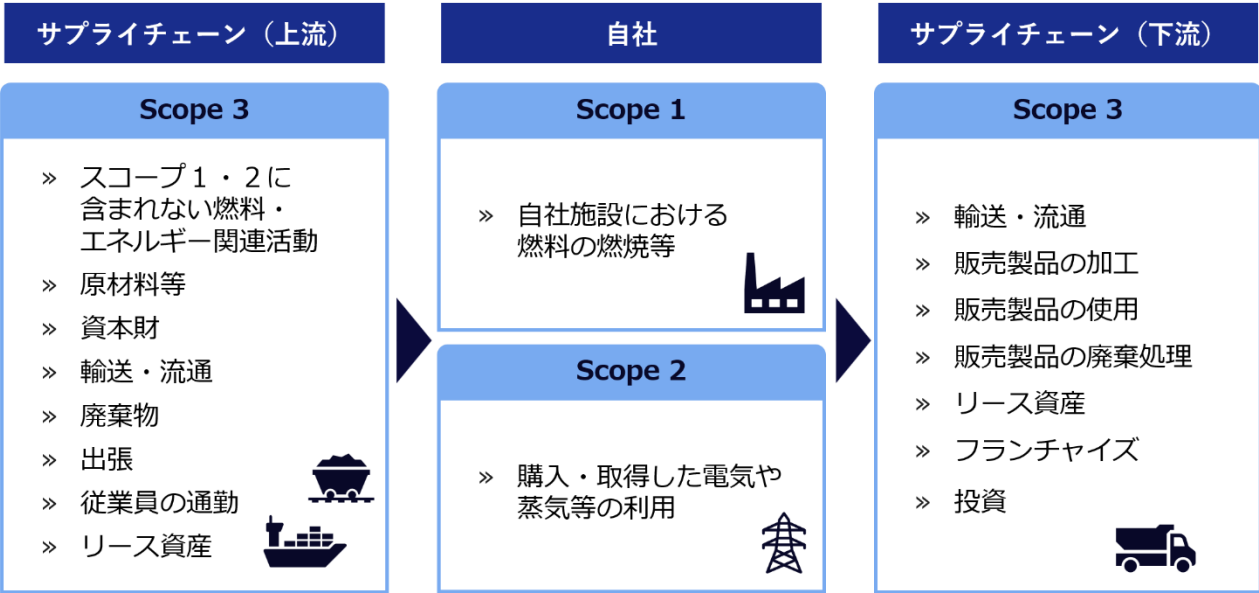 サプライチェーン（上流）
Scope 3
» スコープ１・２に
含まれない燃料・
エネルギー関連活動
» 原材料等
» 資本財
» 輸送・流通
» 廃棄物
» 出張
» 従業員の通勤
» リース資産
自社
Scope 1
» 自社施設における
燃料の燃焼等
Scope 2
» 購入・取得した電気や
蒸気等の利用
サプライチェーン（下流）
Scope 3
» 輸送・流通
» 販売製品の加工
» 販売製品の使用
» 販売製品の廃棄処理
» リース資産
» フランチャイズ
» 投資